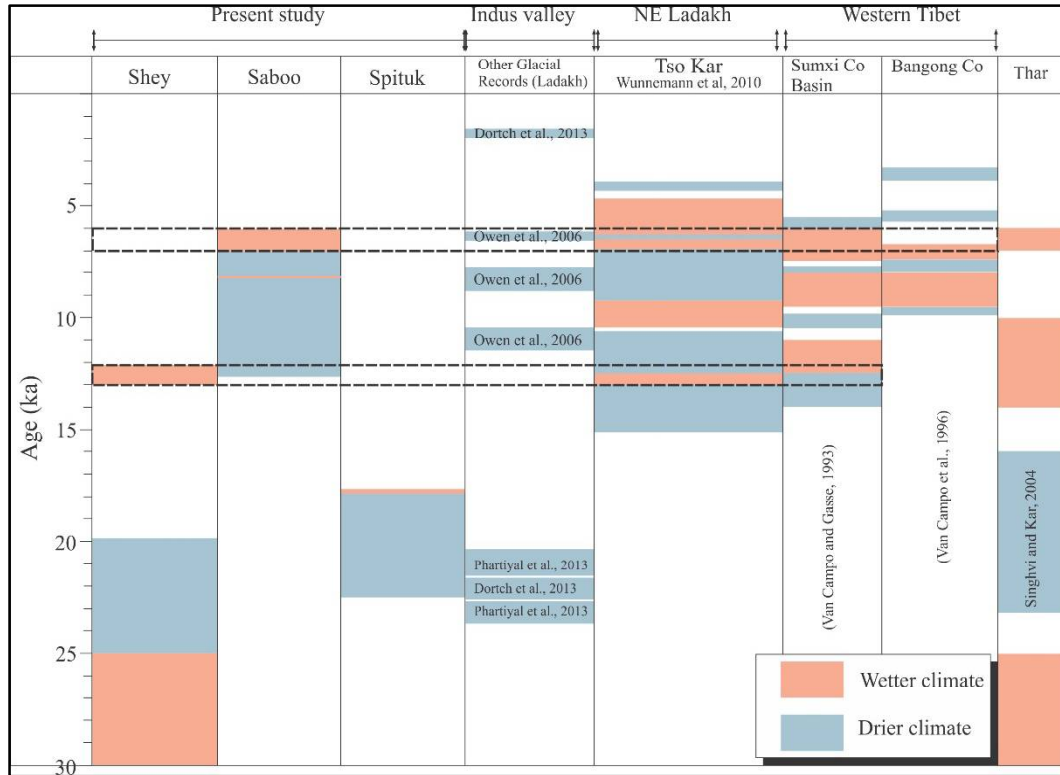 Present study
Indus valley
NE Ladakh
Western Tibet
Shey
Saboo
Spituk
Other Glacial
Records (Ladakh)
Tso Kar
Wunnemann et al, 2010
Sumxi Co
Basin
Bangong Co
Thar
Age (ka)
5
10
15
20
25
30
Dortch et al., 2013
Owen et al., 2006
Owen et al., 2006
Owen et al., 2006
Phartiyal et al., 2013
Dortch et al., 2013
Phartiyal et al., 2013
(Van Campo and Gasse, 1993)
(Van Campo et al., 1996)
Singhvi and Kar, 2004
Wetter climate
Drier climate